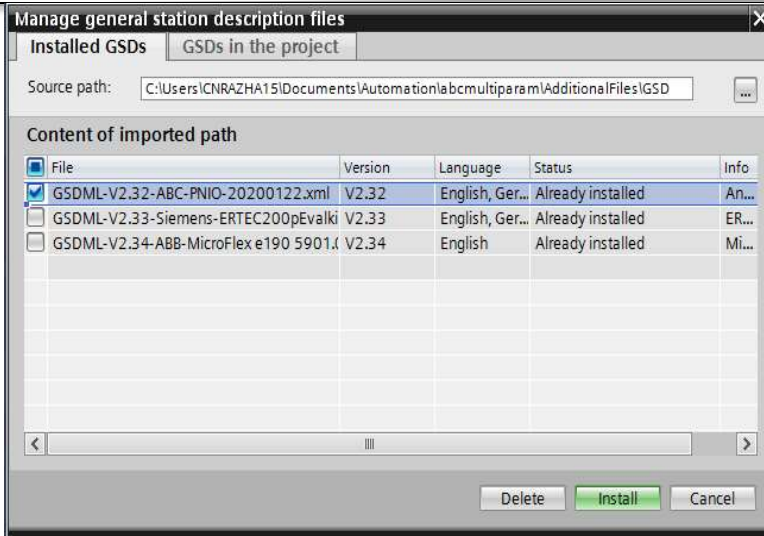 Manage general station description files
X
Installed GSDs GSDs in the project
Source path: C:\Users\CNRAZHA15\Documents\Automation\abcmultiparam\AdditionalFiles\GSD ...
Content of imported path
File Version Language Status Info
GSDML-V2.32-ABC-PNIO-20200122.xml V2.32 English, Ger... Already installed An...
GSDML-V2.33-Siemens-ERTEC200pEvalki V2.33 English, Ger... Already installed ER...
GSDML-V2.34-ABB-MicroFlex e190 5901.( V2.34 English Already installed Mi...
Delete Install Cancel